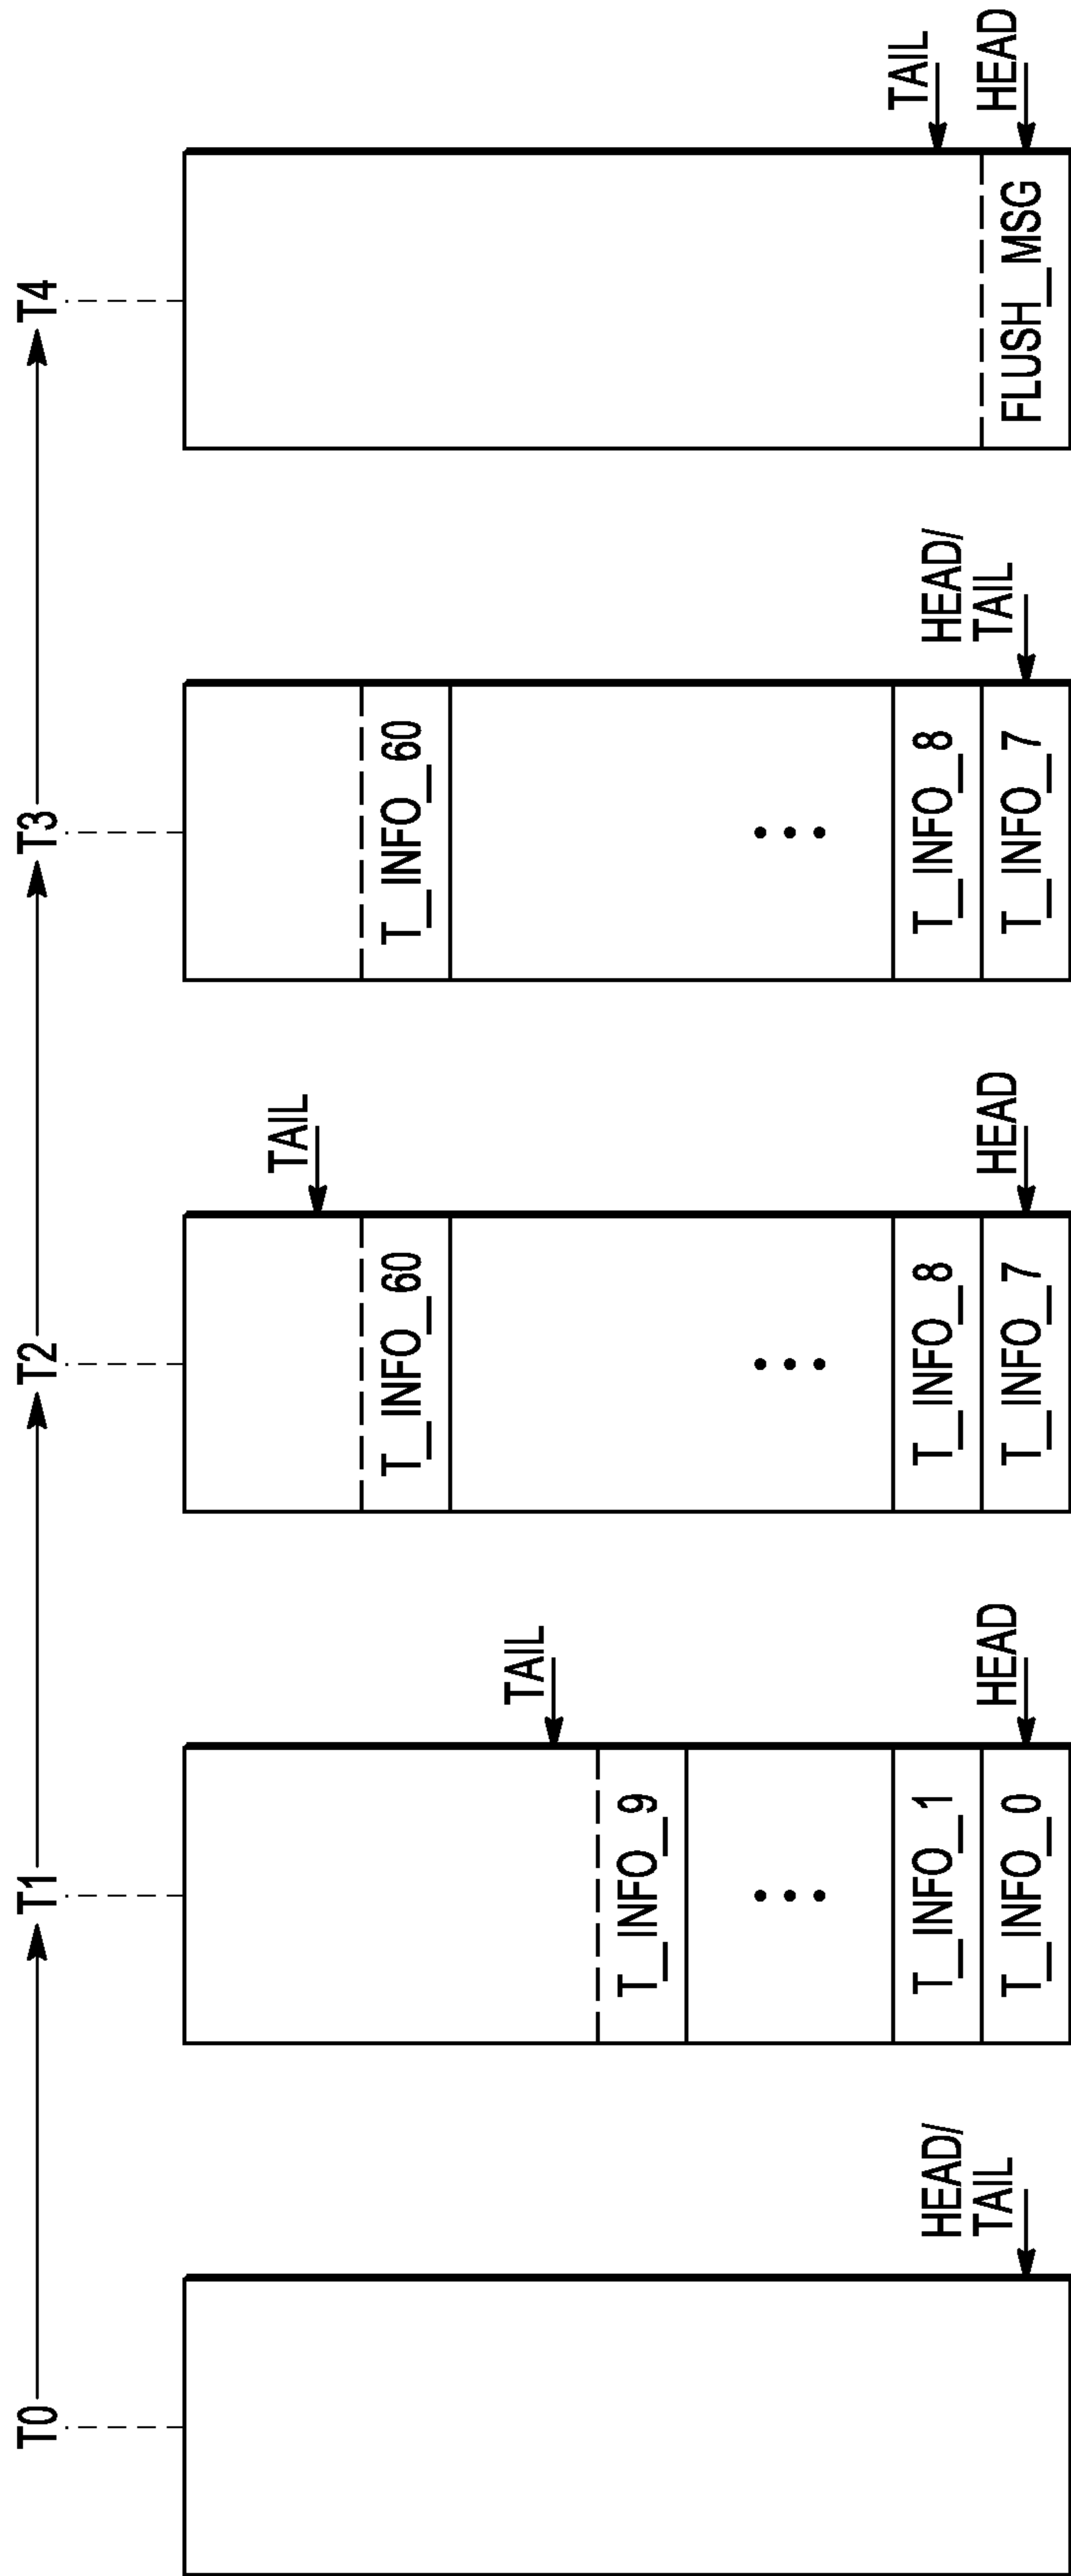 T0
T1
T2
T3
T4
HEAD/
TAIL
TAIL
T_INFO_9
T_INFO_1
T_INFO_0
HEAD
TAIL
T_INFO_60
T_INFO_8
T_INFO_7
HEAD
T_INFO_60
T_INFO_8
T_INFO_7
HEAD/
TAIL
TAIL
FLUSH_MSG
HEAD